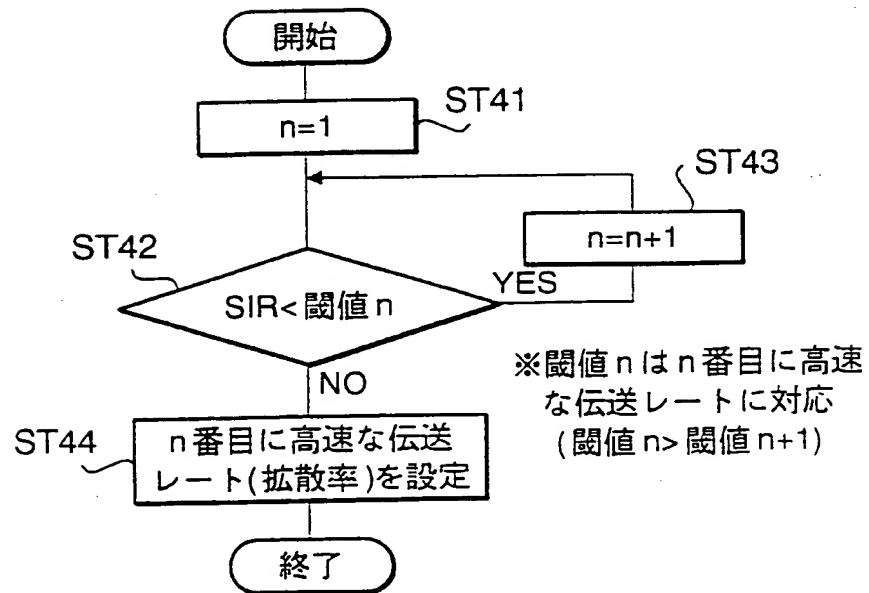 開始
ST41
n=1
ST43
n=n+1
ST42
SIR<閾値n
YES
NO
※閾値nはn番目に高速
な伝送レートに対応
(閾値n>閾値n+1)
ST44
n番目に高速な伝送
レート(拡散率)を設定
終了